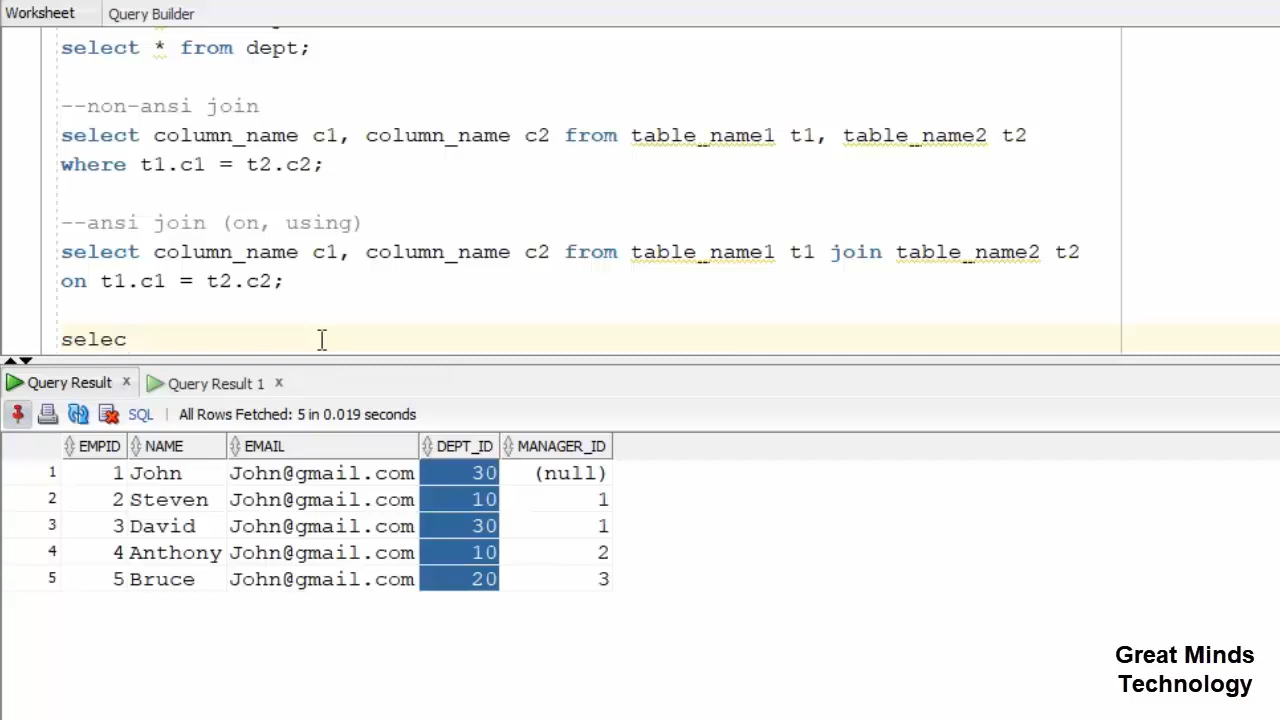 Worksheet Query Builder
select * from dept;
--non-ansi join
select column_name c1, column_name c2 from table_name1 t1, table_name2 t2
where t1.c1 = t2.c2;
--ansi join (on, using)
select column_name c1, column_name c2 from table_name1 t1 join table_name2 t2
on t1.c1 = t2.c2;
selec
Query Result x Query Result 1 x
SQL | All Rows Fetched: 5 in 0.019 seconds
EMPID NAME EMAIL DEPT_ID MANAGER_ID
1 1 John John@gmail.com 30 (null)
2 2 Steven John@gmail.com 10 1
3 3 David John@gmail.com 30 1
4 4 Anthony John@gmail.com 10 2
5 5 Bruce John@gmail.com 20 3
Great Minds
Technology